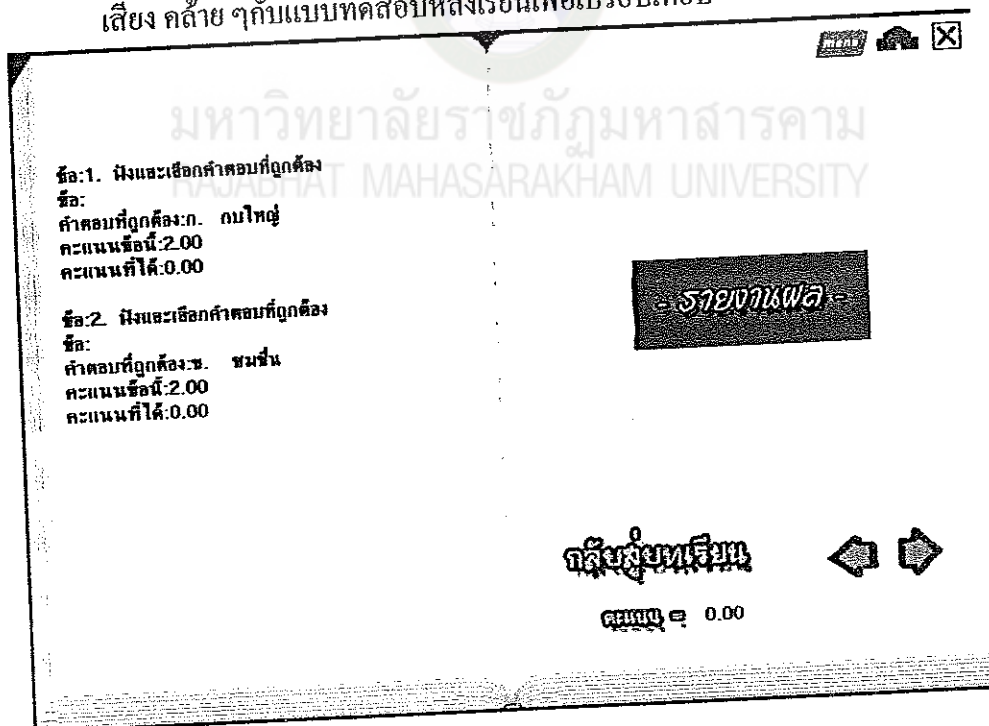 เสียง คล้าย ๆกับแบบทดสอบหลังเรียนเพื่อเปรียบเทียบ
MENU
มหาวิทยาลัยราชภัฏมหาสารคาม
RAJABHAT MAHASARAKHAM UNIVERSITY
ข้อ:1. ฟังและเลือกคำตอบที่ถูกต้อง
ข้อ:
คำตอบที่ถูกต้อง:ก. กบใหญ่
คะแนนข้อนี้:2.00
คะแนนที่ได้:0.00
ข้อ:2. ฟังและเลือกคำตอบที่ถูกต้อง
ข้อ:
คำตอบที่ถูกต้อง:ช. ชมชื่น
คะแนนข้อนี้:2.00
คะแนนที่ได้:0.00
- รายงานผล -
กลับสู่บทเรียน
คะแนน = 0.00